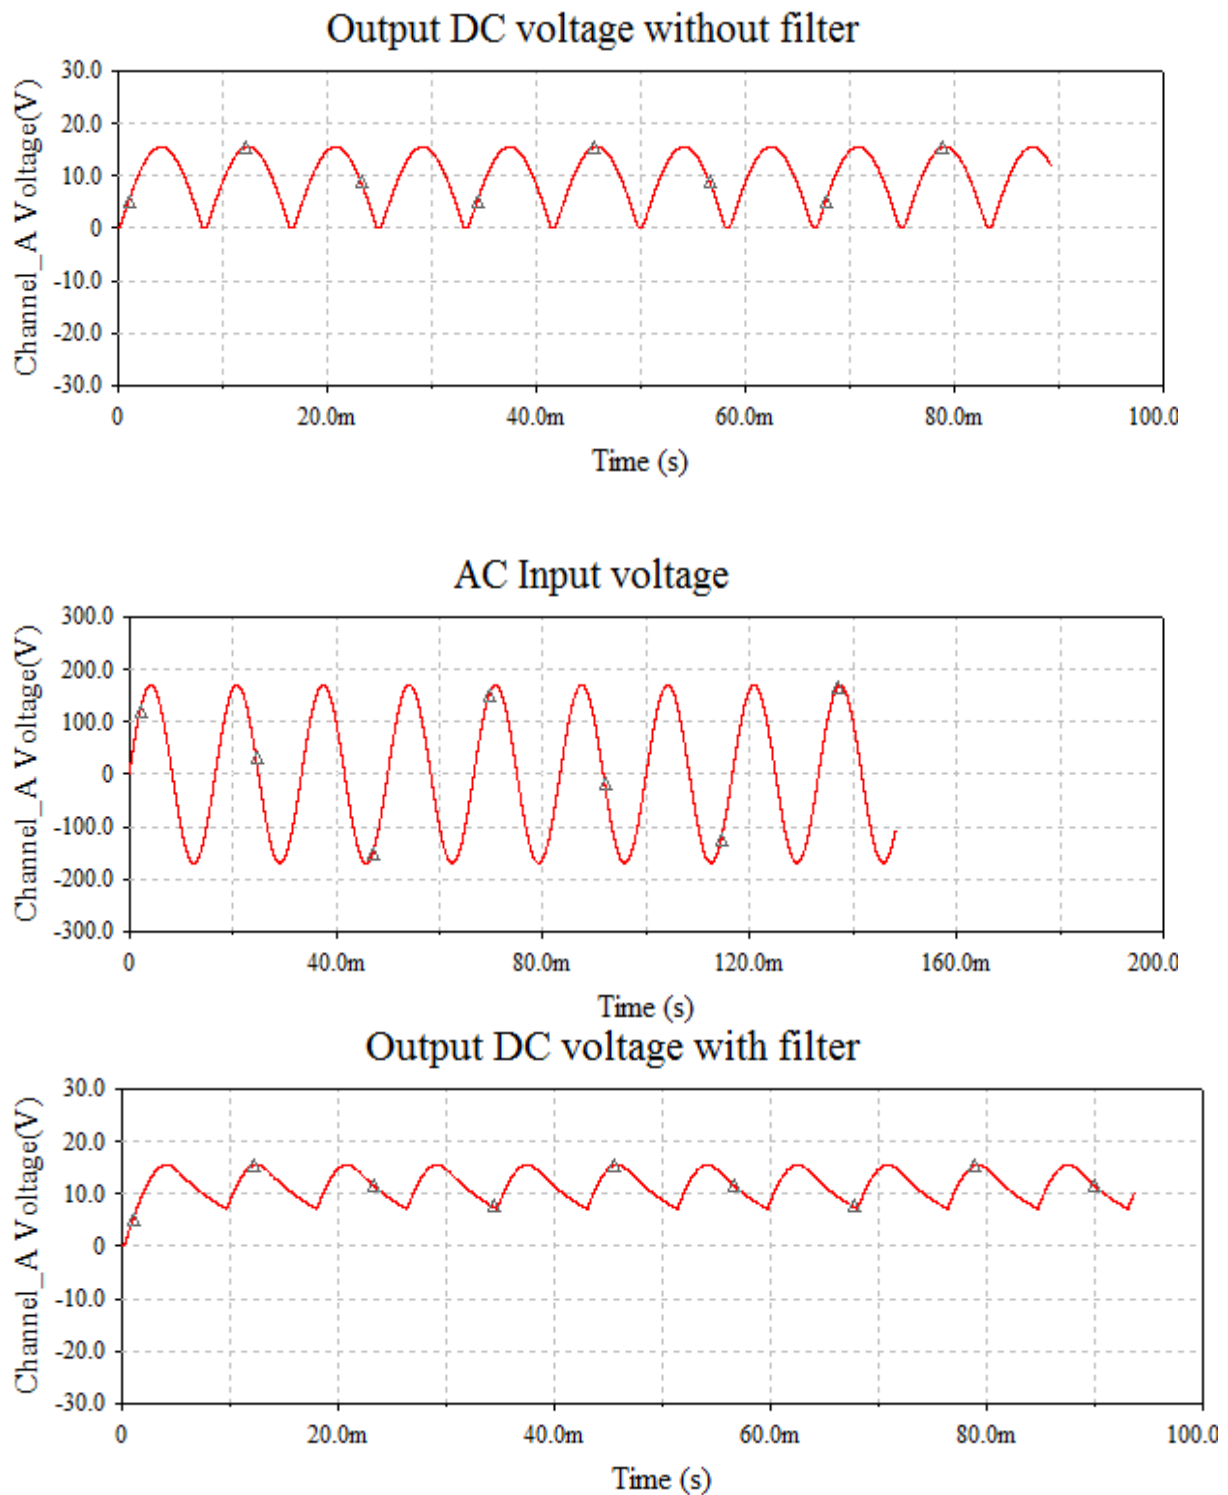 Output DC voltage without filter
Channel_A Voltage(V)
30.0
20.0
10.0
0
-10.0
-20.0
-30.0
0 20.0m 40.0m 60.0m 80.0m 100.0
Time (s)
AC Input voltage
Channel_A Voltage(V)
300.0
200.0
100.0
0
-100.0
-200.0
-300.0
0 40.0m 80.0m 120.0m 160.0m 200.0
Time (s)
Output DC voltage with filter
Channel_A Voltage(V)
30.0
20.0
10.0
0
-10.0
-20.0
-30.0
0 20.0m 40.0m 60.0m 80.0m 100.0
Time (s)